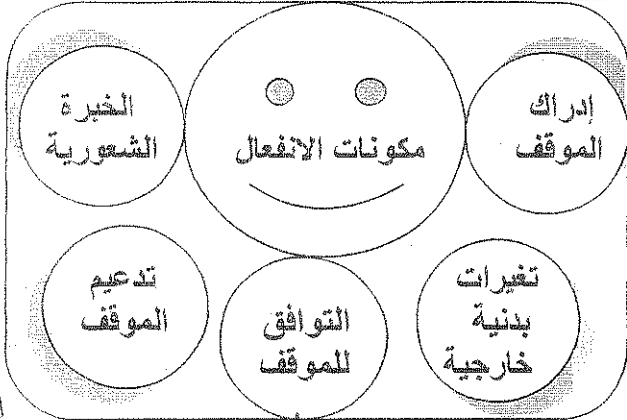 مكونات الانفعال
إدراك
الموقف
الخبرة
الشعورية
تغيرات
بدنية
خارجية
التوافق
للموقف
تدعيم
الموقف